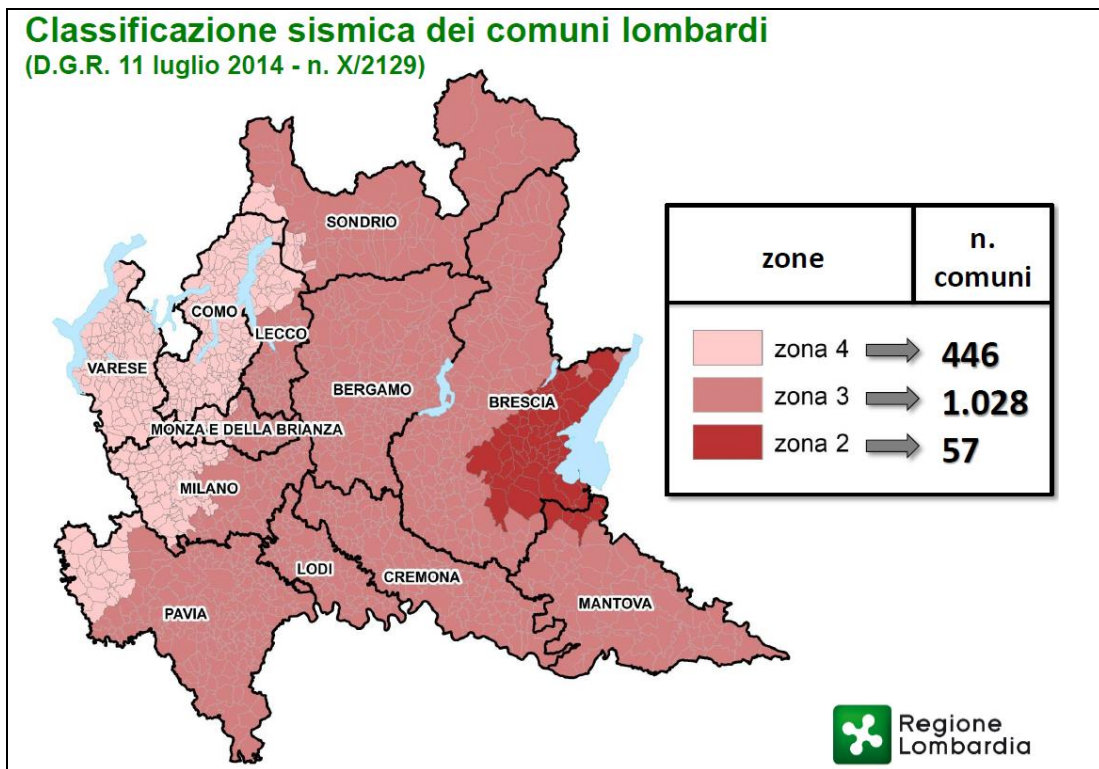 Classificazione sismica dei comuni lombardi
(D.G.R. 11 luglio 2014 - n. X/2129)
SONDRIO
COMO
LECCO
VARESE
BERGAMO
BRESCIA
MONZA E DELLA BRIANZA
MILANO
LODI
CREMONA
PAVIA
MANTOVA
zone
n.
comuni
zona 4 446
zona 3 1.028
zona 2 57
Regione
Lombardia